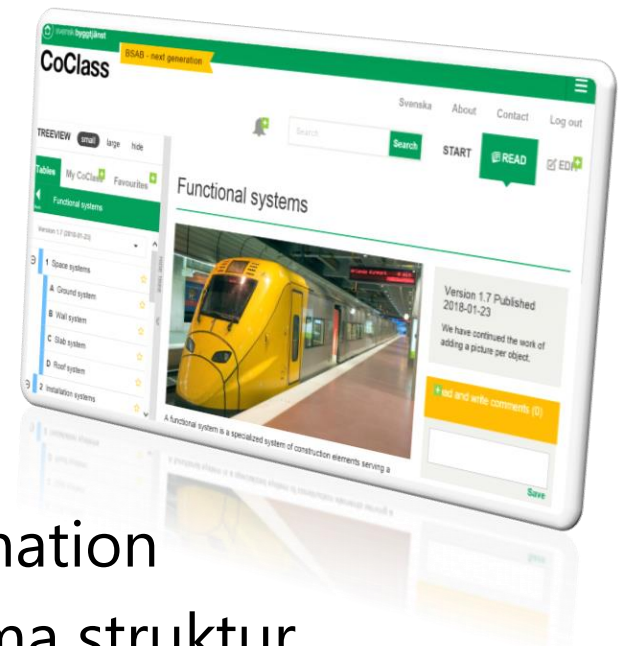 svensk byggtjänst
CoClass
BSAB - next generation
Svenska About Contact Log out
Search
Search
START
READ
TREEVIEW small large hide
Tables My CoClass Favourites
Functional systems
Functional systems
Version 1.7 (2018-01-23)
1 Space systems
A Ground system
B Wall system
C Slab system
D Roof system
2 Installation systems
Version 1.7 Published
2018-01-23
We have continued the work of
adding a picture per object.
and write comments (0)
Save
A functional system is a specialized system of construction elements serving a
nation
struktur